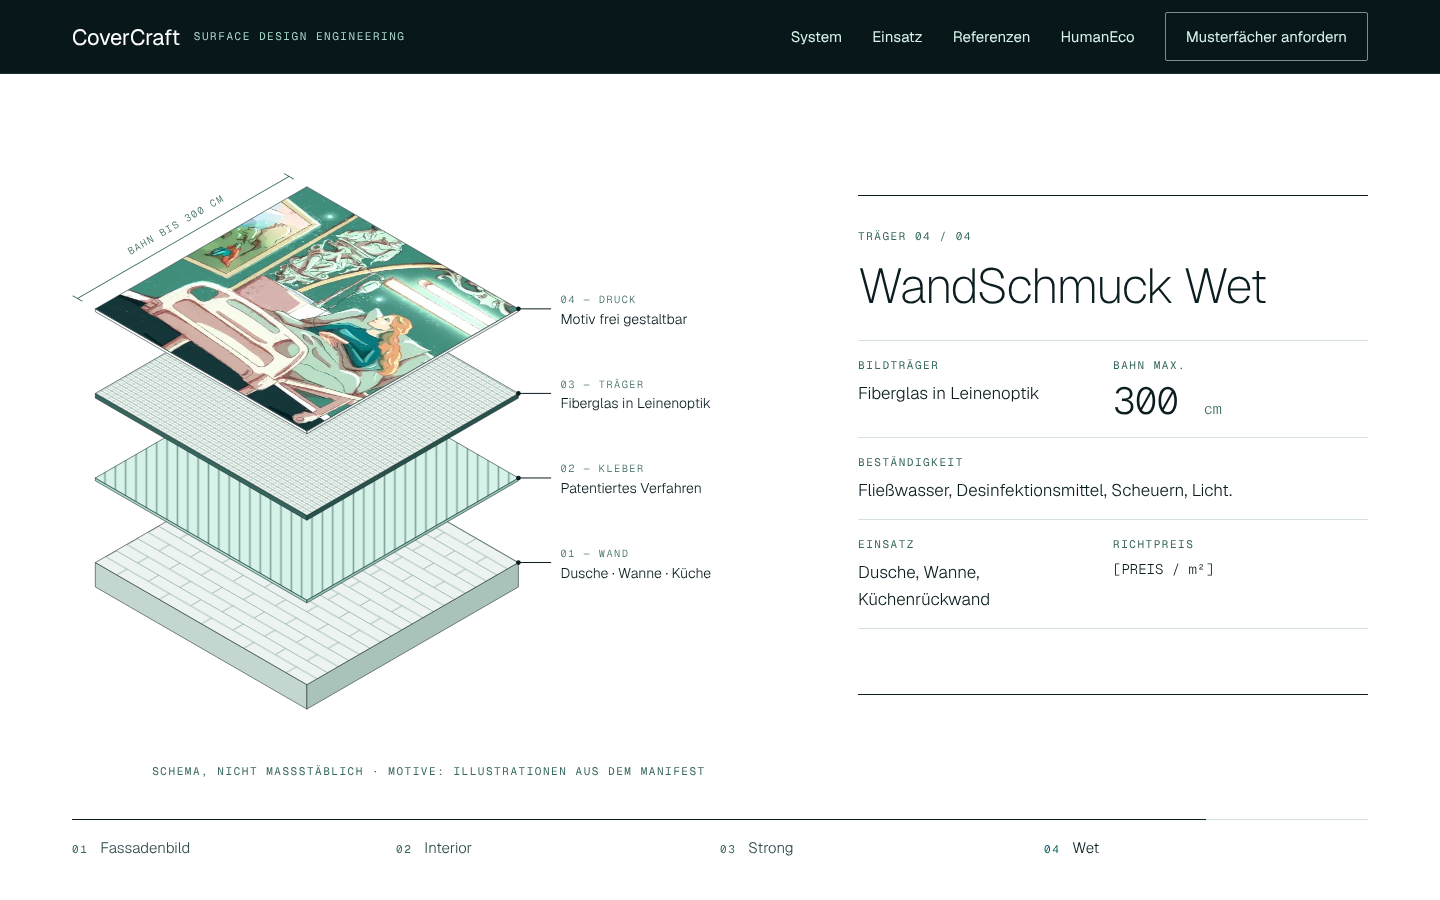 CoverCraft SURFACE DESIGN ENGINEERING System Einsatz Referenzen HumanEco Musterfächer anfordern
BAHN BIS 300 CM
04 — DRUCK
Motiv frei gestaltbar
03 — TRÄGER
Fiberglas in Leinenoptik
02 — KLEBER
Patentiertes Verfahren
01 — WAND
Dusche · Wanne · Küche
SCHEMA, NICHT MASSSTÄBLICH · MOTIVE: ILLUSTRATIONEN AUS DEM MANIFEST
TRÄGER 04 / 04
WandSchmuck Wet
BILDTRÄGER
Fiberglas in Leinenoptik
BAHN MAX.
300 cm
BESTÄNDIGKEIT
Fließwasser, Desinfektionsmittel, Scheuern, Licht.
EINSATZ
Dusche, Wanne,
Küchenrückwand
RICHTPREIS
[PREIS / m²]
01 Fassadenbild 02 Interior 03 Strong 04 Wet